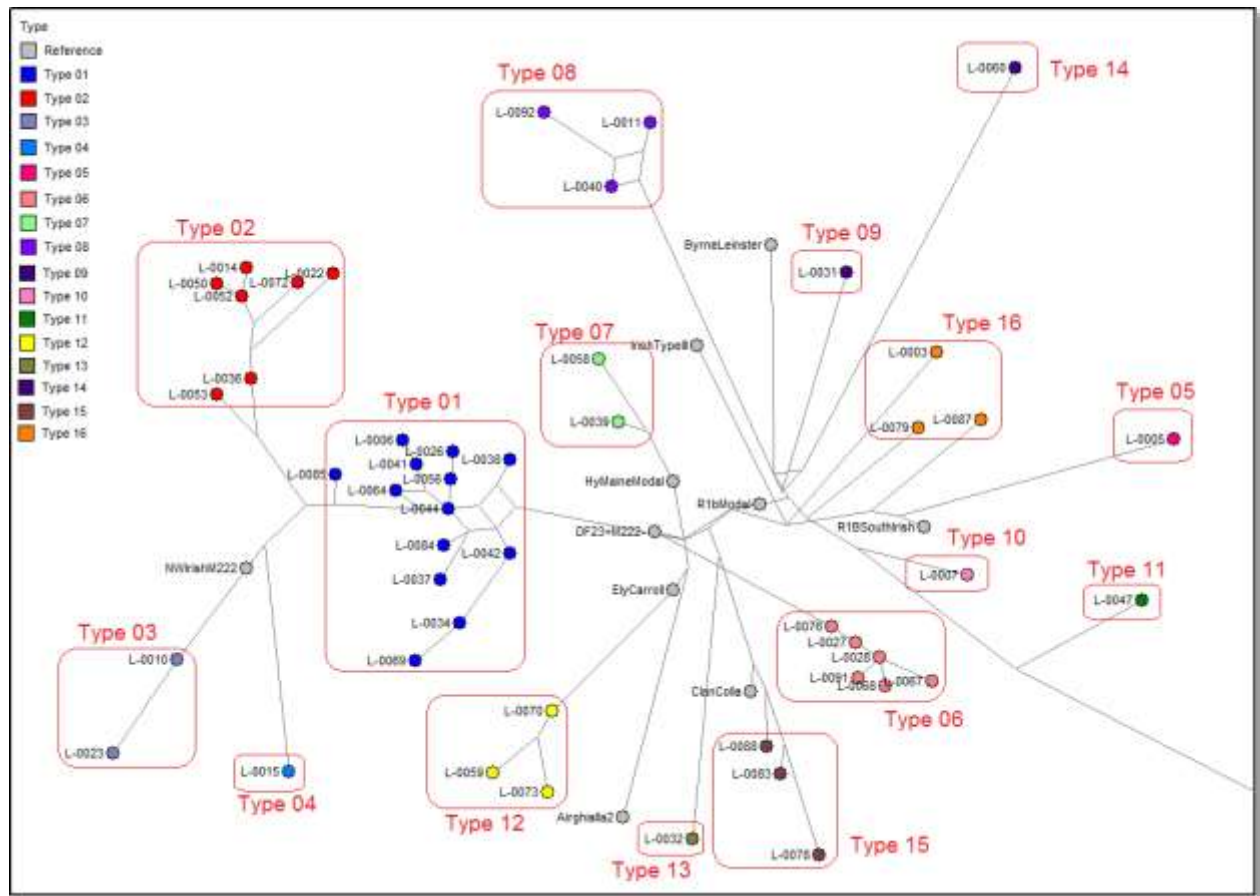 Type
Reference
Type 01
Type 02
Type 03
Type 04
Type 05
Type 06
Type 07
Type 08
Type 09
Type 10
Type 11
Type 12
Type 13
Type 14
Type 15
Type 16
Type 14
L-0060
Type 08
L-0092
L-0011
L-0040
Type 02
L-0014
L-0050
L-0072
L-0022
L-0052
L-0036
L-0053
ByrneLeinster
Type 09
L-0031
Type 07
L-0058
L-0039
IrishTypeIII
Type 16
L-0003
L-0079
L-0087
Type 05
L-0005
Type 01
L-0006
L-0026
L-0038
L-0041
L-0056
L-0064
L-0044
L-0084
L-0042
L-0037
L-0034
L-0069
L-0085
HyMaineModal
R1bModal
DF23+M222-
R1BSouthIrish
Type 10
L-0007
Type 11
L-0047
NWIrishM222
ElyCarroll
Type 03
L-0010
L-0023
Type 04
L-0015
L-0027
L-0028
L-0091
L-0067
Type 06
ClanColla
Type 12
L-0070
L-0059
L-0073
Airghialla2
Type 13
L-0032
Type 15
L-0083